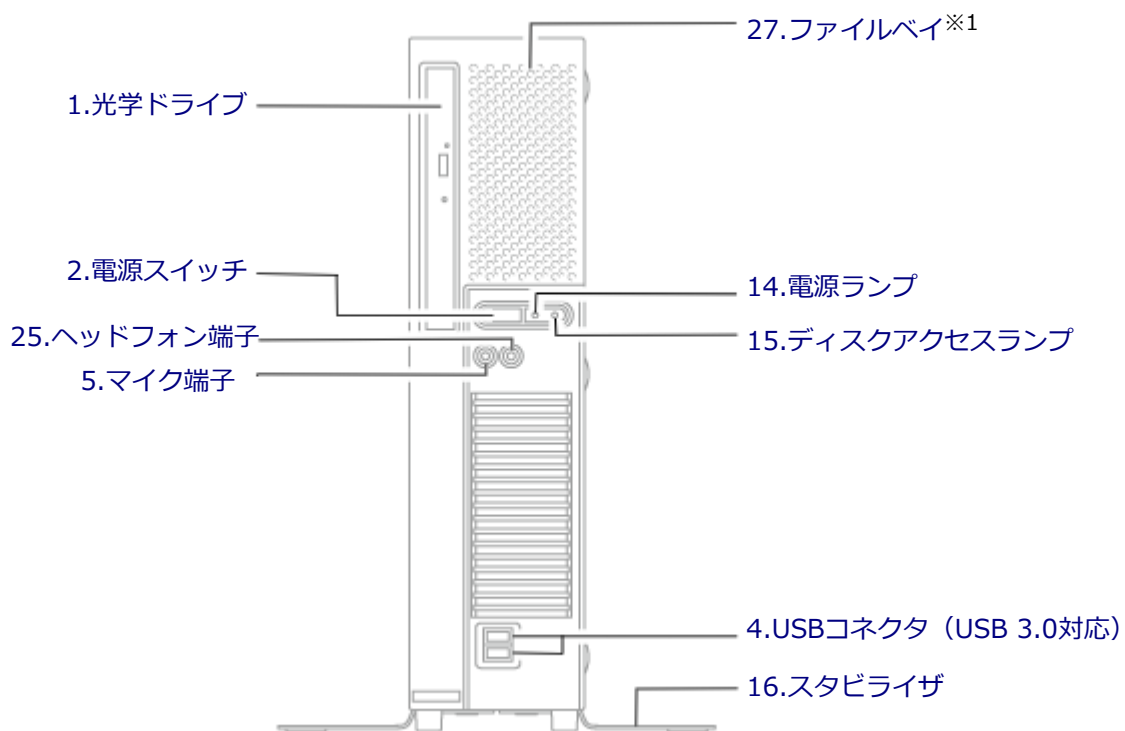 27.ファイルベイ※1
1.光学ドライブ
2.電源スイッチ
14.電源ランプ
25.ヘッドフォン端子
15.ディスクアクセスランプ
5.マイク端子
4.USBコネクタ（USB 3.0対応）
16.スタビライザ